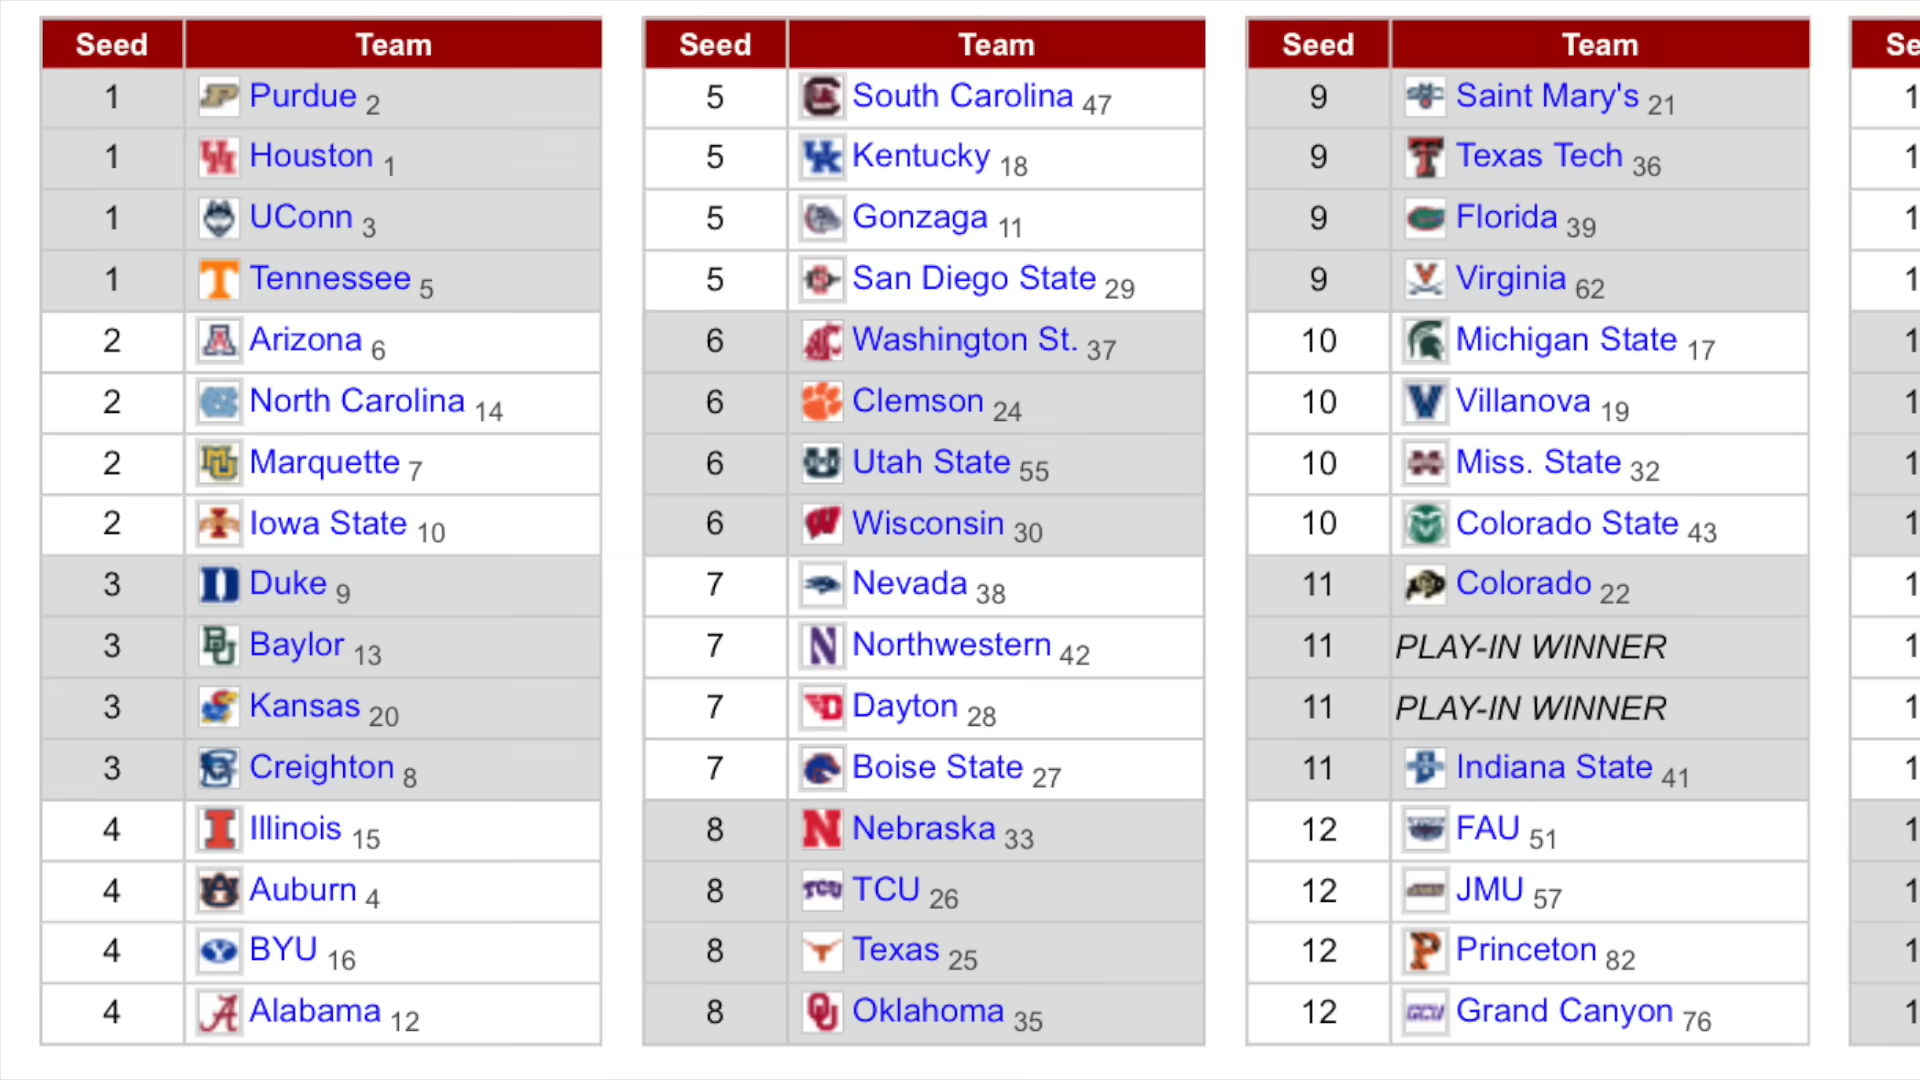 Seed Team
1 Purdue 2
1 Houston 1
1 UConn 3
1 Tennessee 5
2 Arizona 6
2 North Carolina 14
2 Marquette 7
2 Iowa State 10
3 Duke 9
3 Baylor 13
3 Kansas 20
3 Creighton 8
4 Illinois 15
4 Auburn 4
4 BYU 16
4 Alabama 12
Seed Team
5 South Carolina 47
5 Kentucky 18
5 Gonzaga 11
5 San Diego State 29
6 Washington St. 37
6 Clemson 24
6 Utah State 55
6 Wisconsin 30
7 Nevada 38
7 Northwestern 42
7 Dayton 28
7 Boise State 27
8 Nebraska 33
8 TCU 26
8 Texas 25
8 Oklahoma 35
Seed Team
9 Saint Mary's 21
9 Texas Tech 36
9 Florida 39
9 Virginia 62
10 Michigan State 17
10 Villanova 19
10 Miss. State 32
10 Colorado State 43
11 Colorado 22
11 PLAY-IN WINNER
11 PLAY-IN WINNER
11 Indiana State 41
12 FAU 51
12 JMU 57
12 Princeton 82
12 Grand Canyon 76